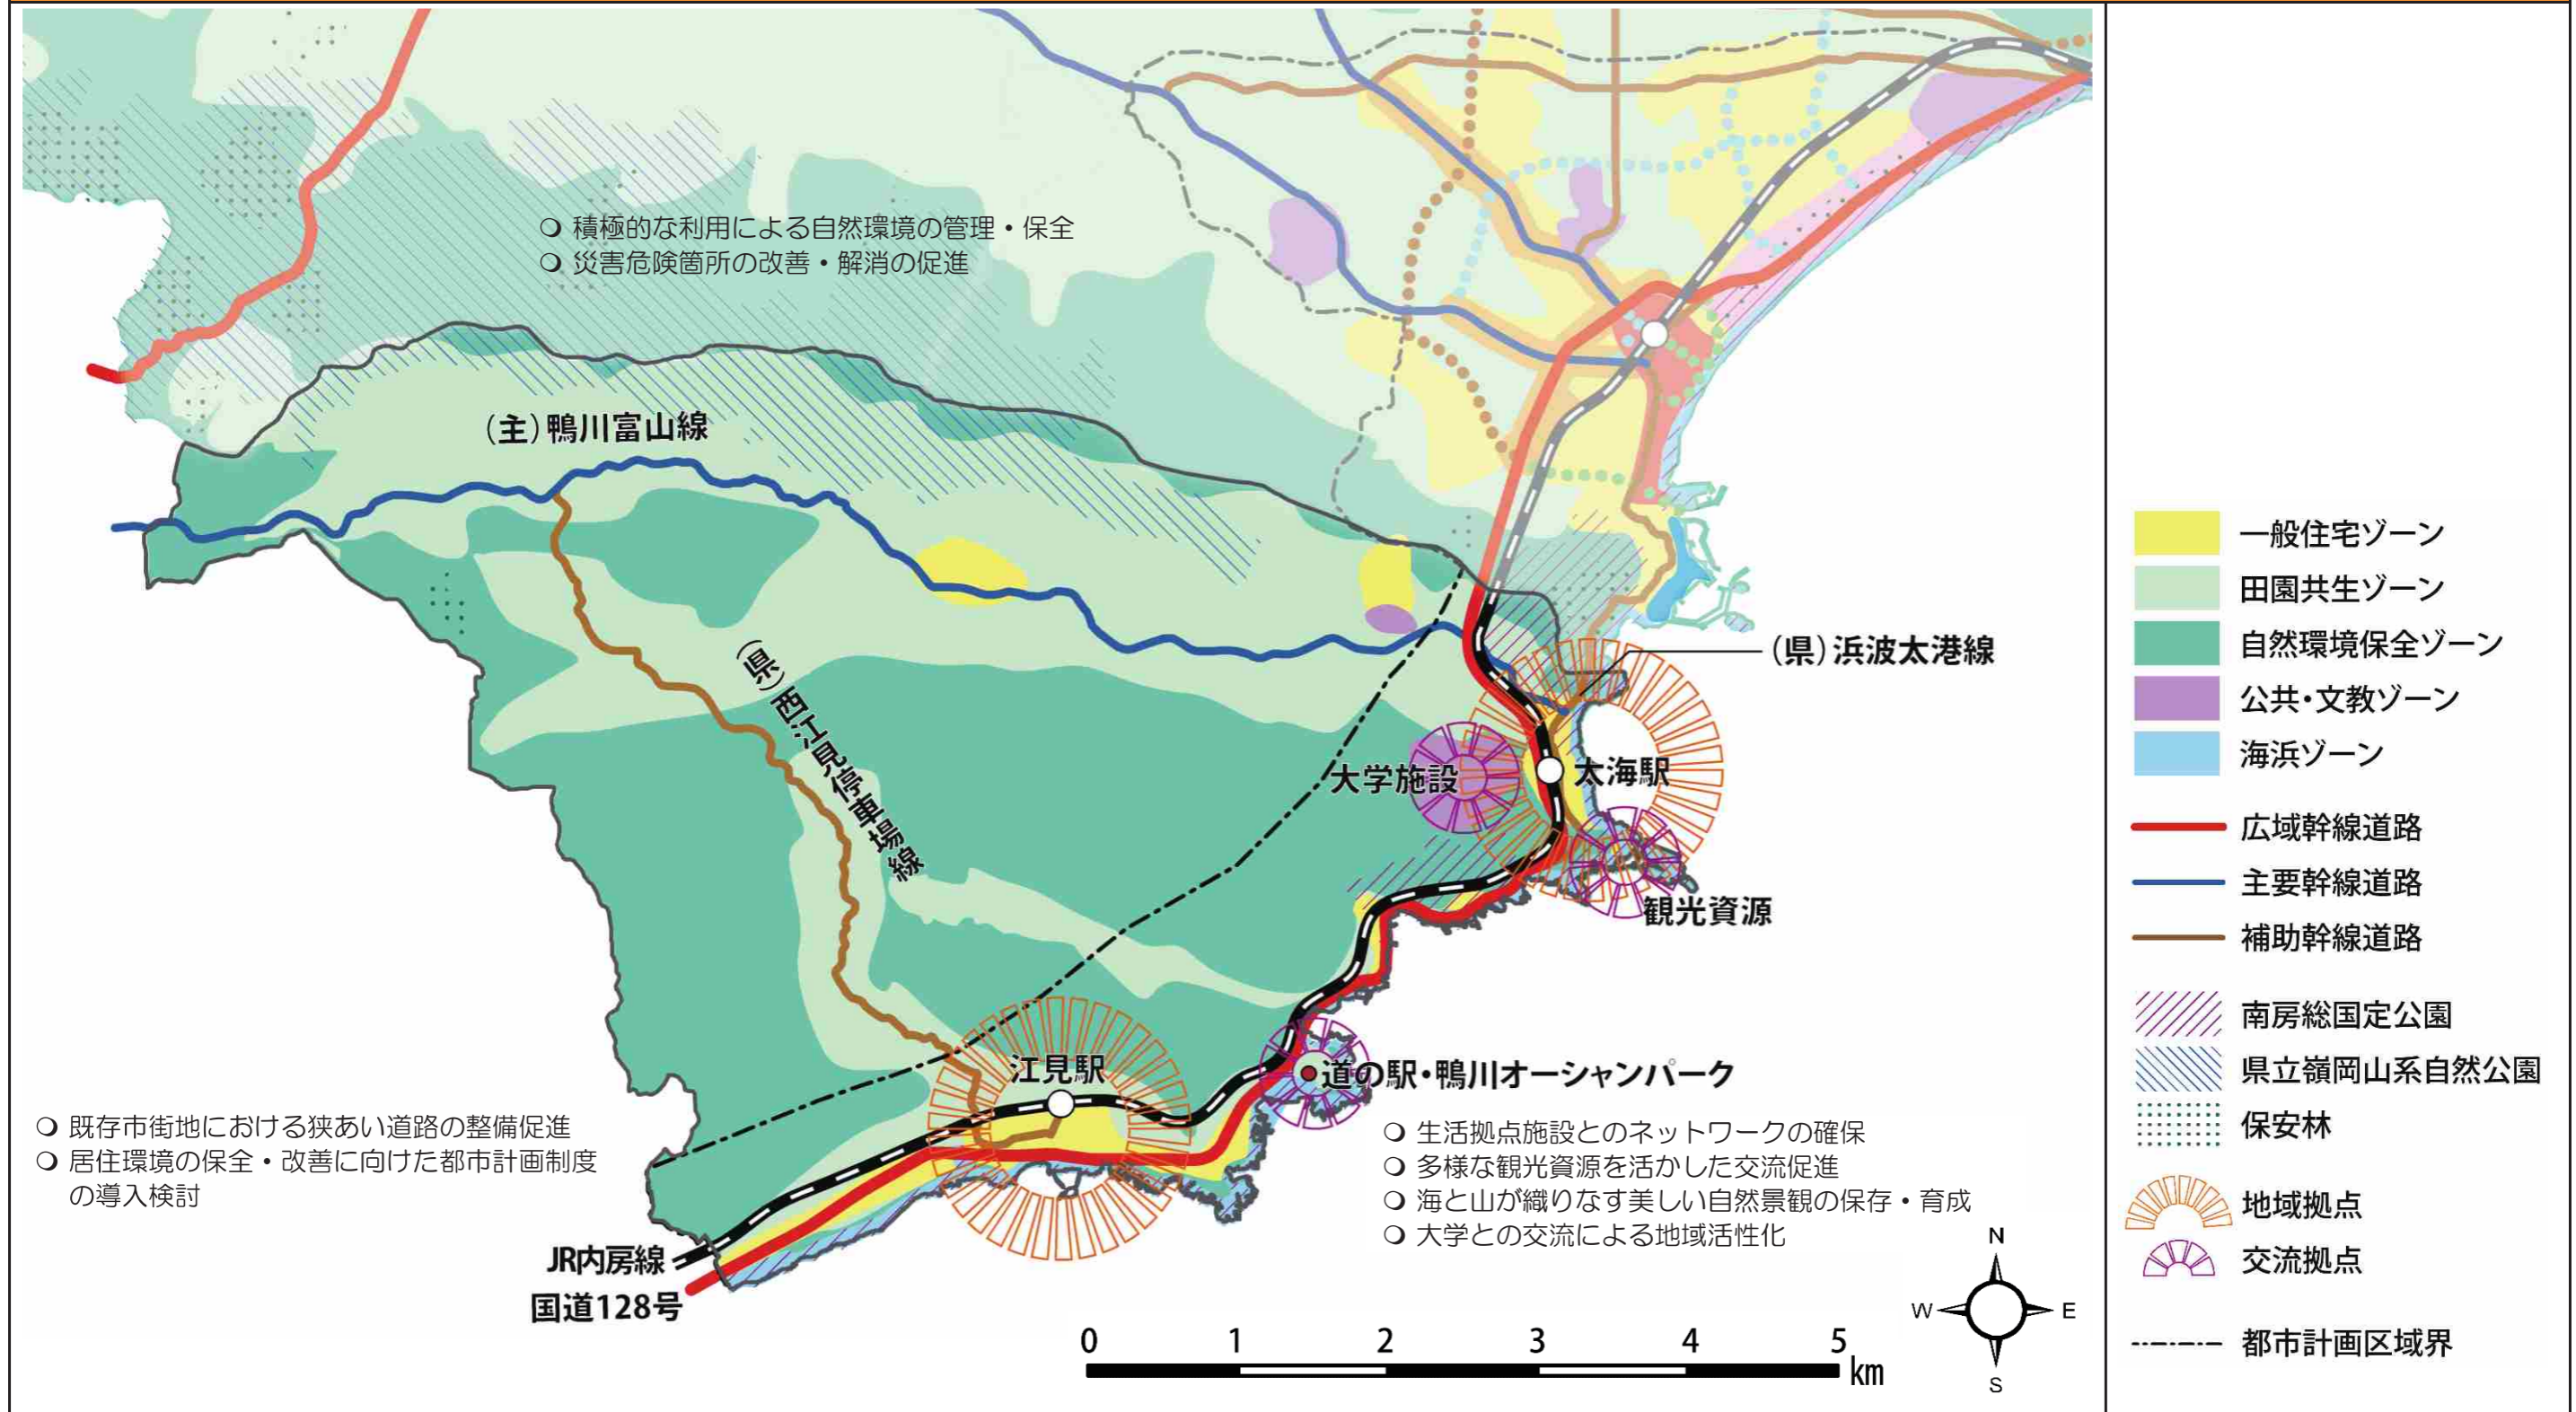 ○ 積極的な利用による自然環境の管理・保全
○ 災害危険箇所の改善・解消の促進
(主)鴨川富山線
(県)西江見停車場線
(県)浜波太港線
大学施設
太海駅
観光資源
江見駅
道の駅・鴨川オーシャンパーク
○ 既存市街地における狭あい道路の整備促進
○ 居住環境の保全・改善に向けた都市計画制度
の導入検討
○ 生活拠点施設とのネットワークの確保
○ 多様な観光資源を活かした交流促進
○ 海と山が織りなす美しい自然景観の保存・育成
○ 大学との交流による地域活性化
JR内房線
国道128号
N
W
E
S
0 1 2 3 4 5
km
一般住宅ゾーン
田園共生ゾーン
自然環境保全ゾーン
公共・文教ゾーン
海浜ゾーン
広域幹線道路
主要幹線道路
補助幹線道路
南房総国定公園
県立嶺岡山系自然公園
保安林
地域拠点
交流拠点
都市計画区域界